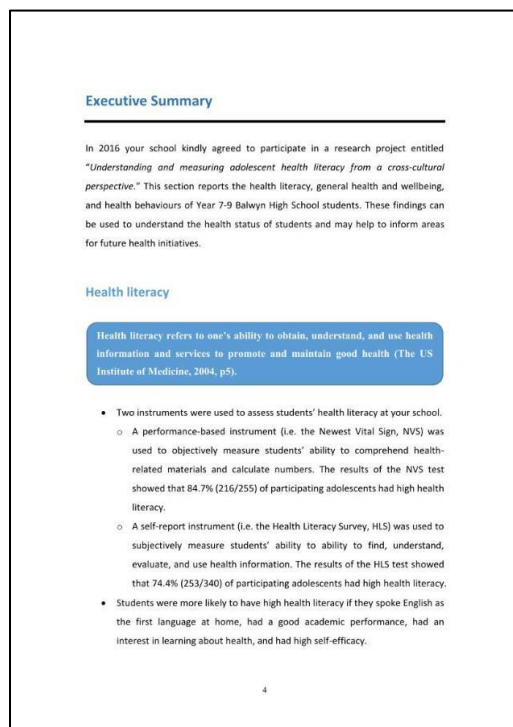 Executive Summary
In 2016 your school kindly agreed to participate in a research project entitled
“Understanding and measuring adolescent health literacy from a cross-cultural
perspective.” This section reports the health literacy, general health and wellbeing,
and health behaviours of Year 7-9 Balwyn High School students. These findings can
be used to understand the health status of students and may help to inform areas
for future health initiatives.
Health literacy
Health literacy refers to one’s ability to obtain, understand, and use health
information and services to promote and maintain good health (The US
Institute of Medicine, 2004, p5).
• Two instruments were used to assess students’ health literacy at your school.
o A performance-based instrument (i.e. the Newest Vital Sign, NVS) was
used to objectively measure students’ ability to comprehend health-
related materials and calculate numbers. The results of the NVS test
showed that 84.7% (216/255) of participating adolescents had high health
literacy.
o A self-report instrument (i.e. the Health Literacy Survey, HLS) was used to
subjectively measure students’ ability to ability to find, understand,
evaluate, and use health information. The results of the HLS test showed
that 74.4% (253/340) of participating adolescents had high health literacy.
• Students were more likely to have high health literacy if they spoke English as
the first language at home, had a good academic performance, had an
interest in learning about health, and had high self-efficacy.
4